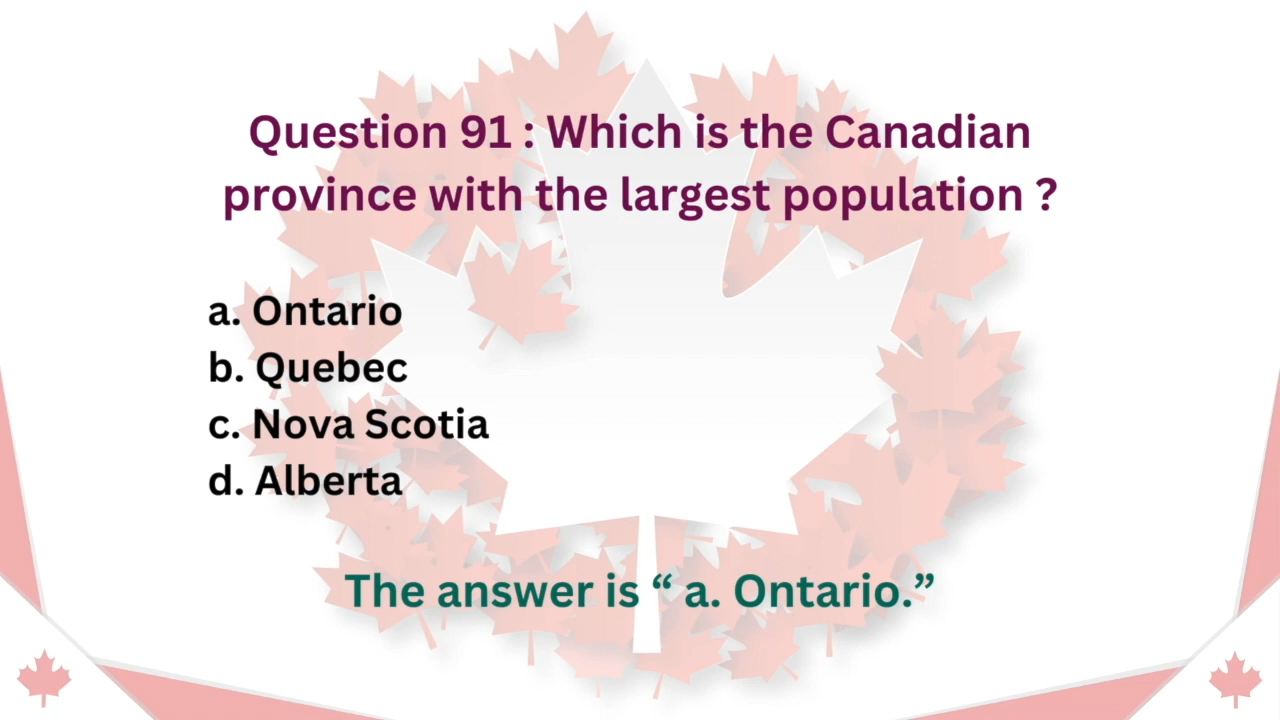 Question 91 : Which is the Canadian
province with the largest population ?
a. Ontario
b. Quebec
c. Nova Scotia
d. Alberta
The answer is “ a. Ontario.”